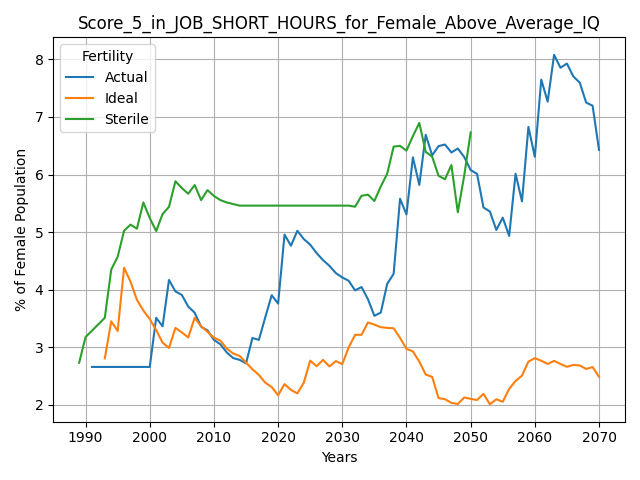 Score_5_in_JOB_SHORT_HOURS_for_Female_Above_Average_IQ
Fertility
Actual
Ideal
Sterile
% of Female Population
8
7
6
5
4
3
2
1990 2000 2010 2020 2030 2040 2050 2060 2070
Years